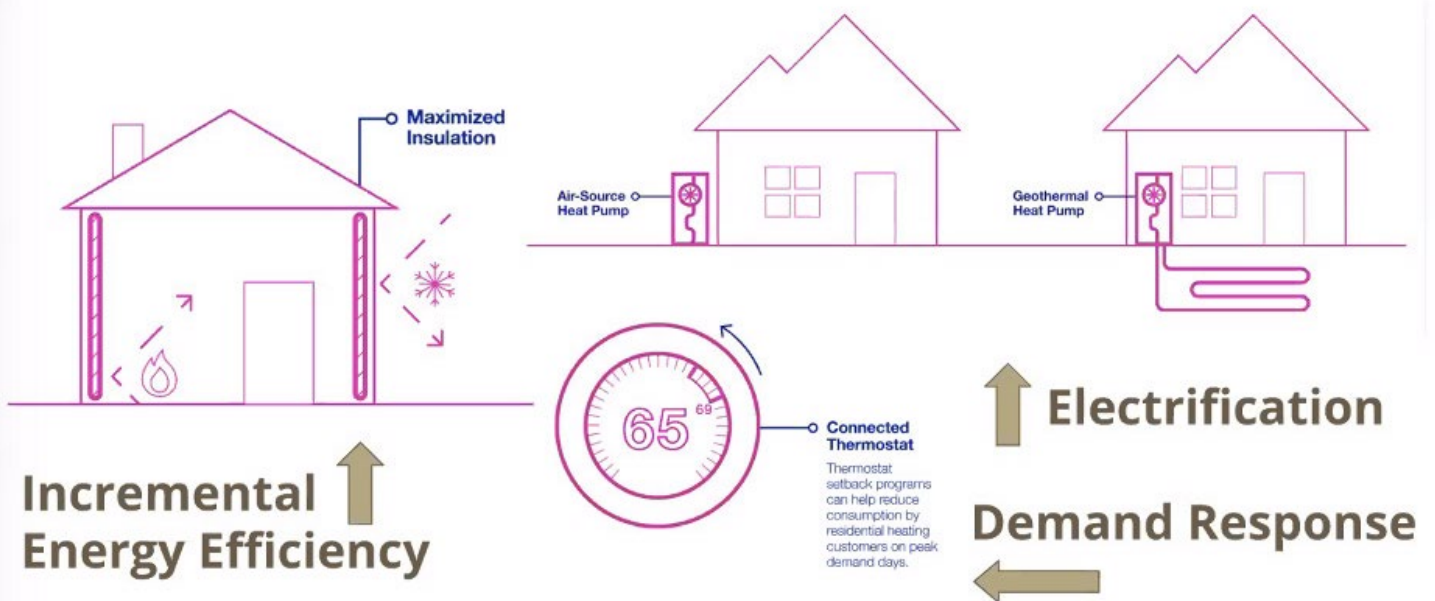 Maximized
Insulation
Air-Source
Heat Pump
Geothermal
Heat Pump
65
69
Connected
Thermostat
Thermostat
setback programs
can help reduce
consumption by
residential heating
customers on peak
demand days.
Incremental
Energy Efficiency
Electrification
Demand Response